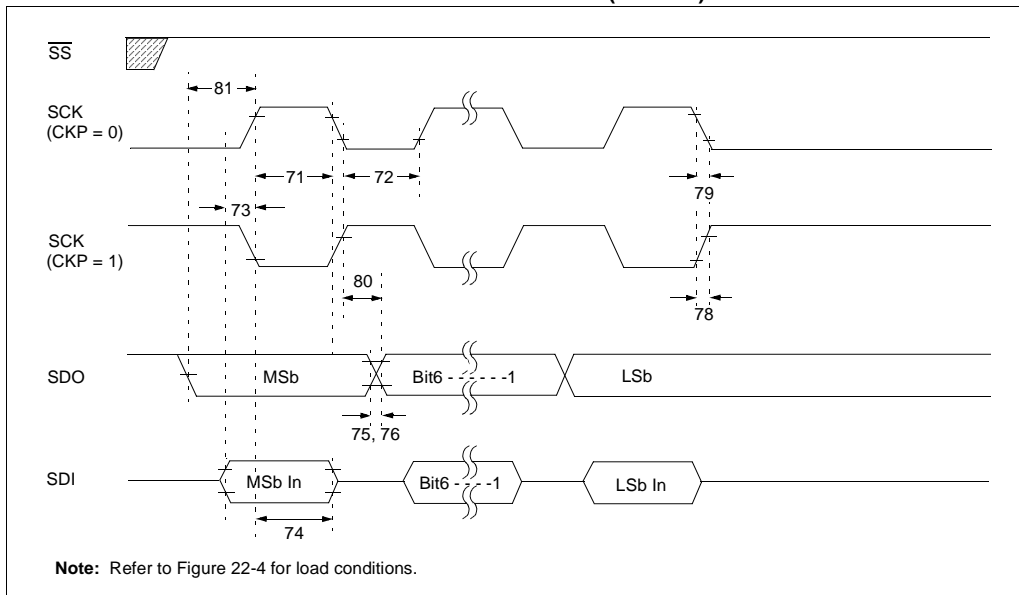 SS
81
SCK
(CKP = 0)
71
72
79
73
SCK
(CKP = 1)
80
78
SDO
MSb
Bit6 - - - - - -1
LSb
75, 76
SDI
MSb In
Bit6 - - - -1
LSb In
74
Note: Refer to Figure 22-4 for load conditions.